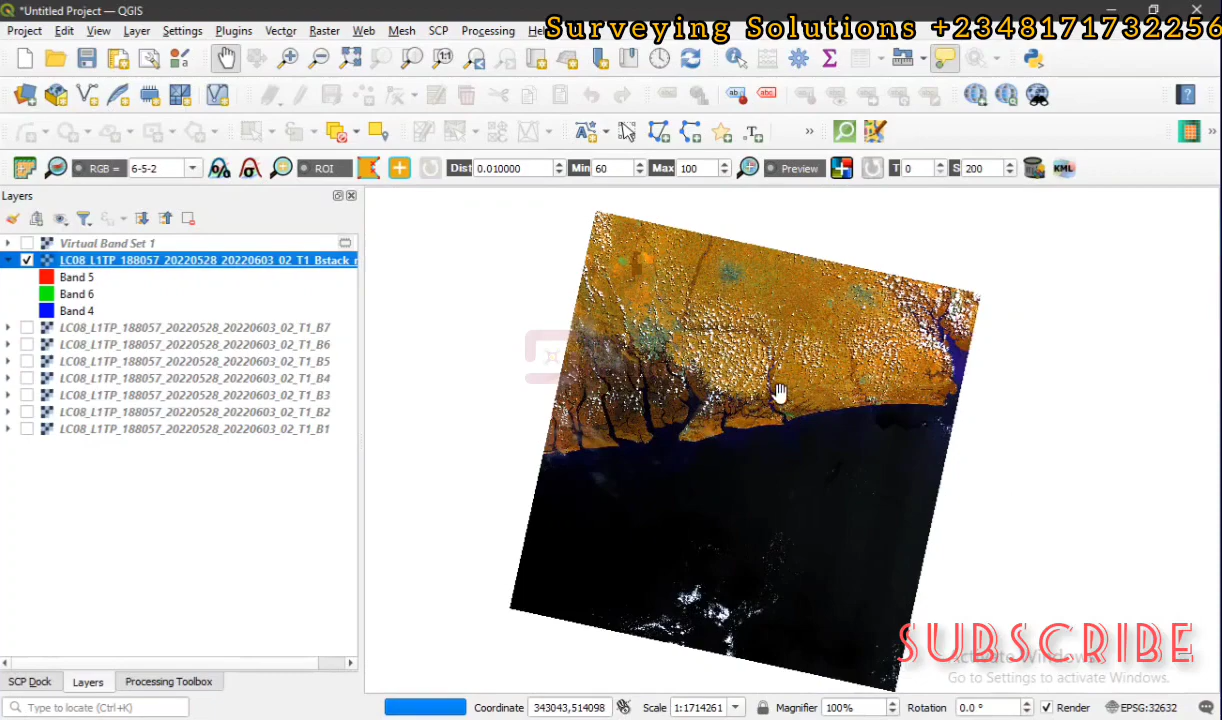 *Untitled Project — QGIS
Surveying Solutions +2348171732256
Project Edit View Layer Settings Plugins Vector Raster Web Mesh SCP Processing
RGB = 6-5-2 ROI Dist 0.010000 Min 60 Max 100 Preview T 0 S 200 KML
Layers
Virtual Band Set 1
LC08_L1TP_188057_20220528_20220603_02_T1_Bstack_
Band 5
Band 6
Band 4
LC08_L1TP_188057_20220528_20220603_02_T1_B7
LC08_L1TP_188057_20220528_20220603_02_T1_B6
LC08_L1TP_188057_20220528_20220603_02_T1_B5
LC08_L1TP_188057_20220528_20220603_02_T1_B4
LC08_L1TP_188057_20220528_20220603_02_T1_B3
LC08_L1TP_188057_20220528_20220603_02_T1_B2
LC08_L1TP_188057_20220528_20220603_02_T1_B1
SUBSCRIBE
Activate Windows
Go to Settings to activate Windows.
SCP Dock Layers Processing Toolbox
Type to locate (Ctrl+K) Coordinate 343043,514098 Scale 1:1714261 Magnifier 100% Rotation 0.0 ° Render EPSG:32632